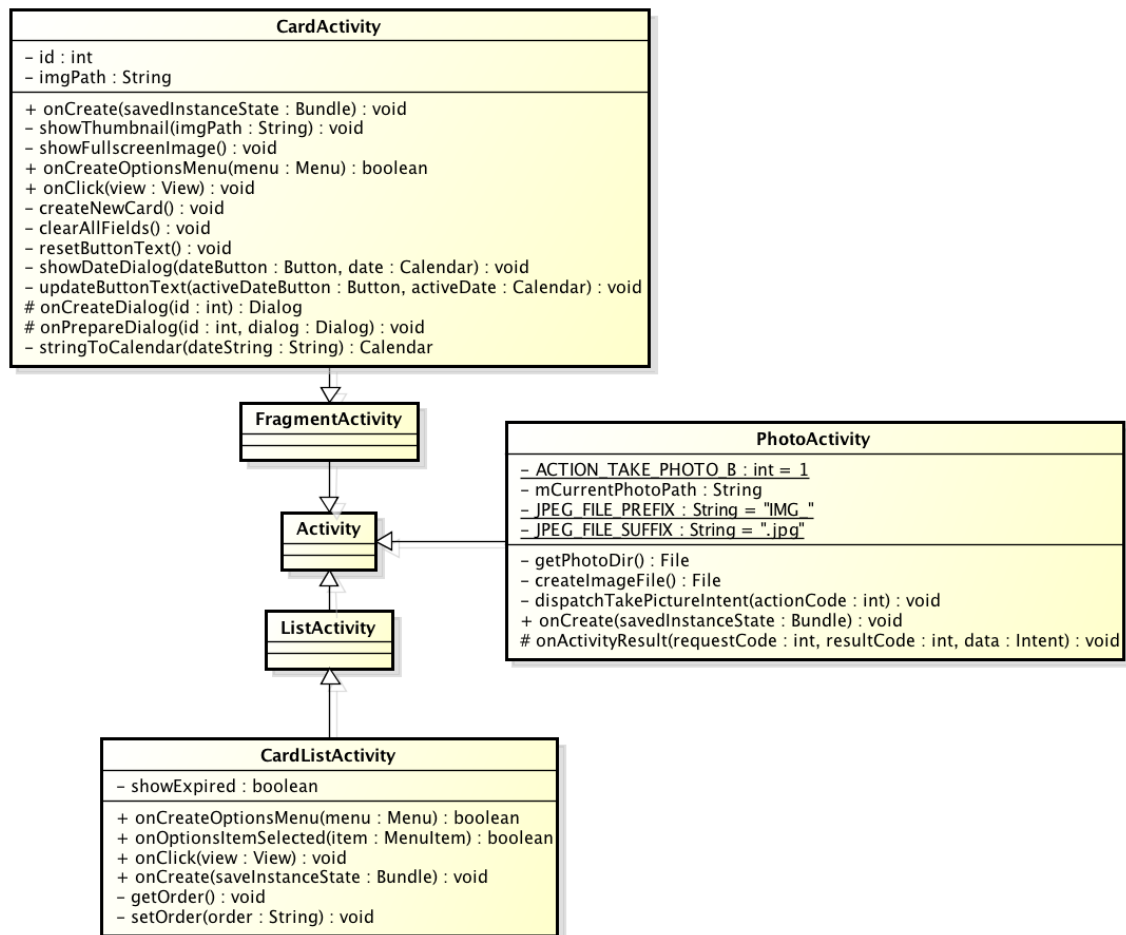 CardActivity
– id : int
– imgPath : String
+ onCreate(savedInstanceState : Bundle) : void
– showThumbnail(imgPath : String) : void
– showFullscreenImage() : void
+ onCreateOptionsMenu(menu : Menu) : boolean
+ onClick(view : View) : void
– createNewCard() : void
– clearAllFields() : void
– resetButtonText() : void
– showDateDialog(dateButton : Button, date : Calendar) : void
– updateButtonText(activeDateButton : Button, activeDate : Calendar) : void
# onCreateDialog(id : int) : Dialog
# onPrepareDialog(id : int, dialog : Dialog) : void
– stringToCalendar(dateString : String) : Calendar
FragmentActivity
PhotoActivity
– ACTION_TAKE_PHOTO_B : int = 1
– mCurrentPhotoPath : String
– JPEG_FILE_PREFIX : String = "IMG_"
– JPEG_FILE_SUFFIX : String = ".jpg"
– getPhotoDir() : File
– createImageFile() : File
– dispatchTakePictureIntent(actionCode : int) : void
+ onCreate(savedInstanceState : Bundle) : void
# onActivityResult(requestCode : int, resultCode : int, data : Intent) : void
Activity
ListActivity
CardListActivity
– showExpired : boolean
+ onCreateOptionsMenu(menu : Menu) : boolean
+ onOptionsItemSelected(item : MenuItem) : boolean
+ onClick(view : View) : void
+ onCreate(saveInstanceState : Bundle) : void
– getOrder() : void
– setOrder(order : String) : void